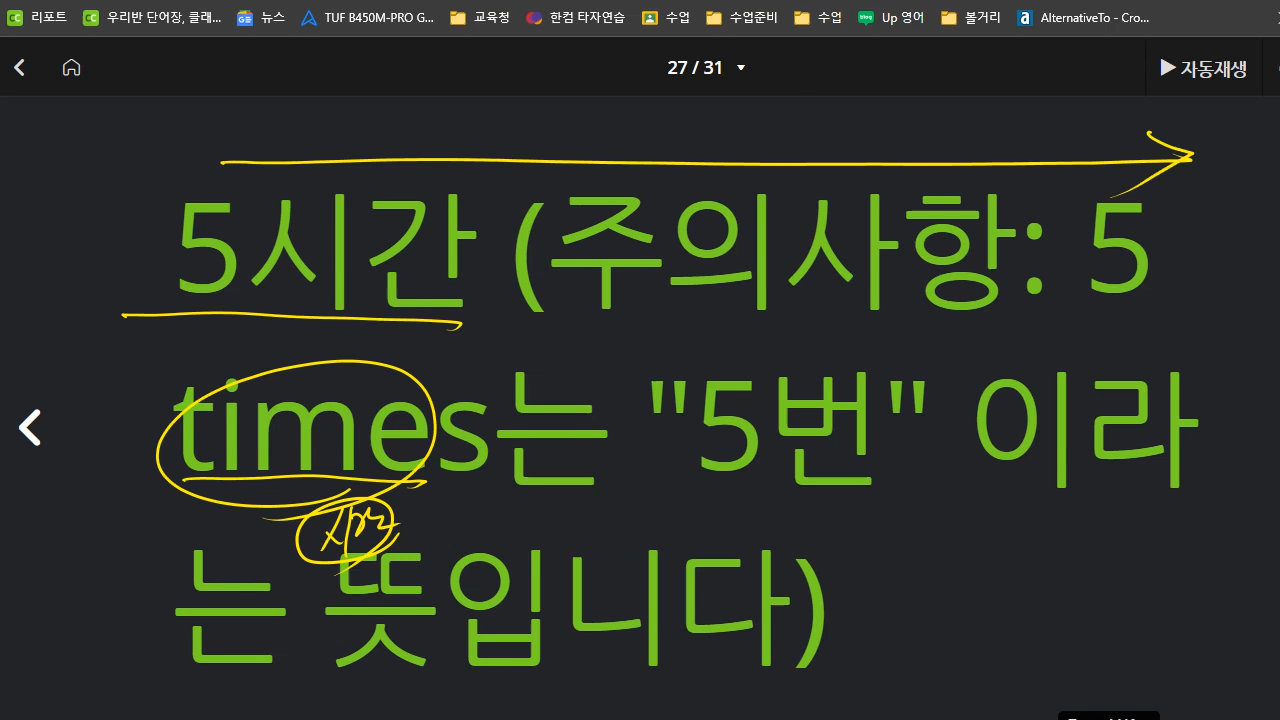 리포트 우리반 단어장, 클래... 뉴스 TUF B450M-PRO G... 교육청 한컴 타자연습 수업 수업준비 수업 Up 영어 볼거리 AlternativeTo - Cro...
27 / 31 자동재생
5시간 (주의사항: 5
times는 "5번" 이라
는 뜻입니다)